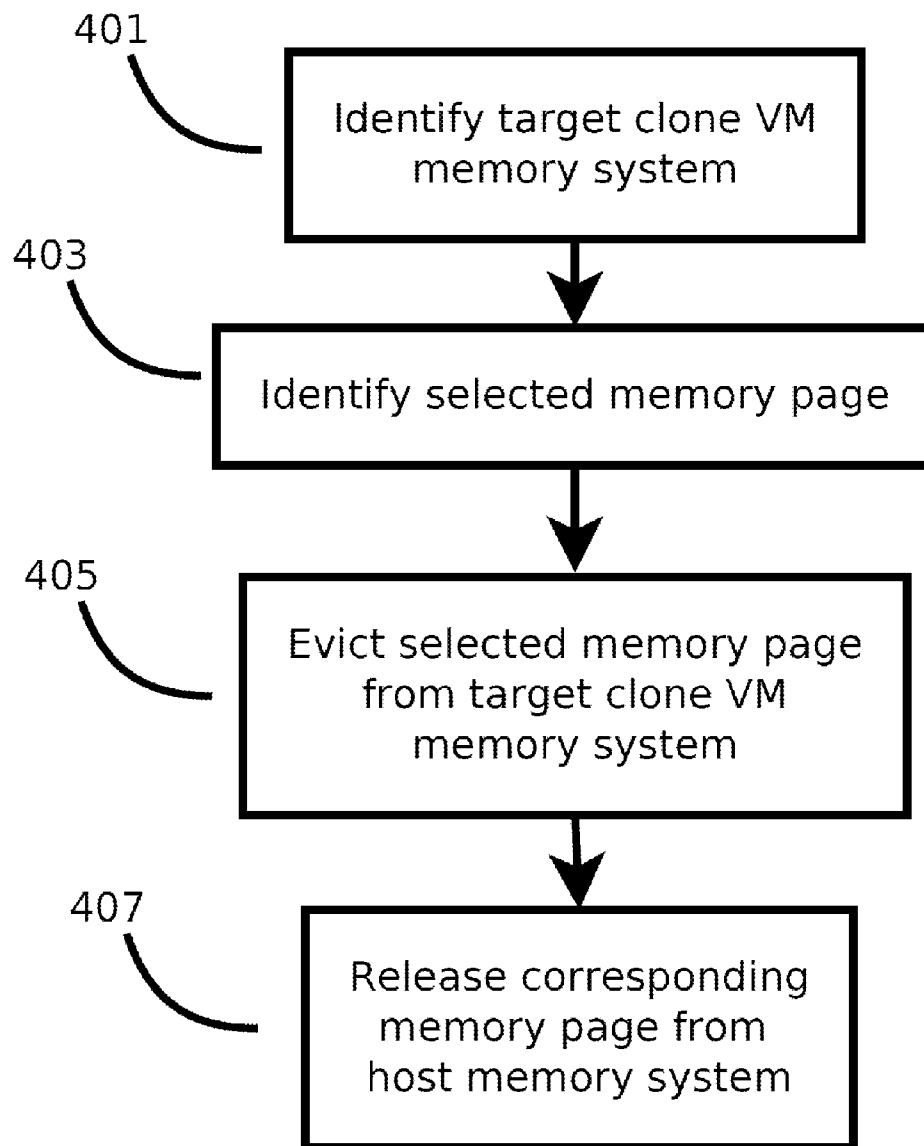 401
Identify target clone VM
memory system
403
Identify selected memory page
405
Evict selected memory page
from target clone VM
memory system
407
Release corresponding
memory page from
host memory system